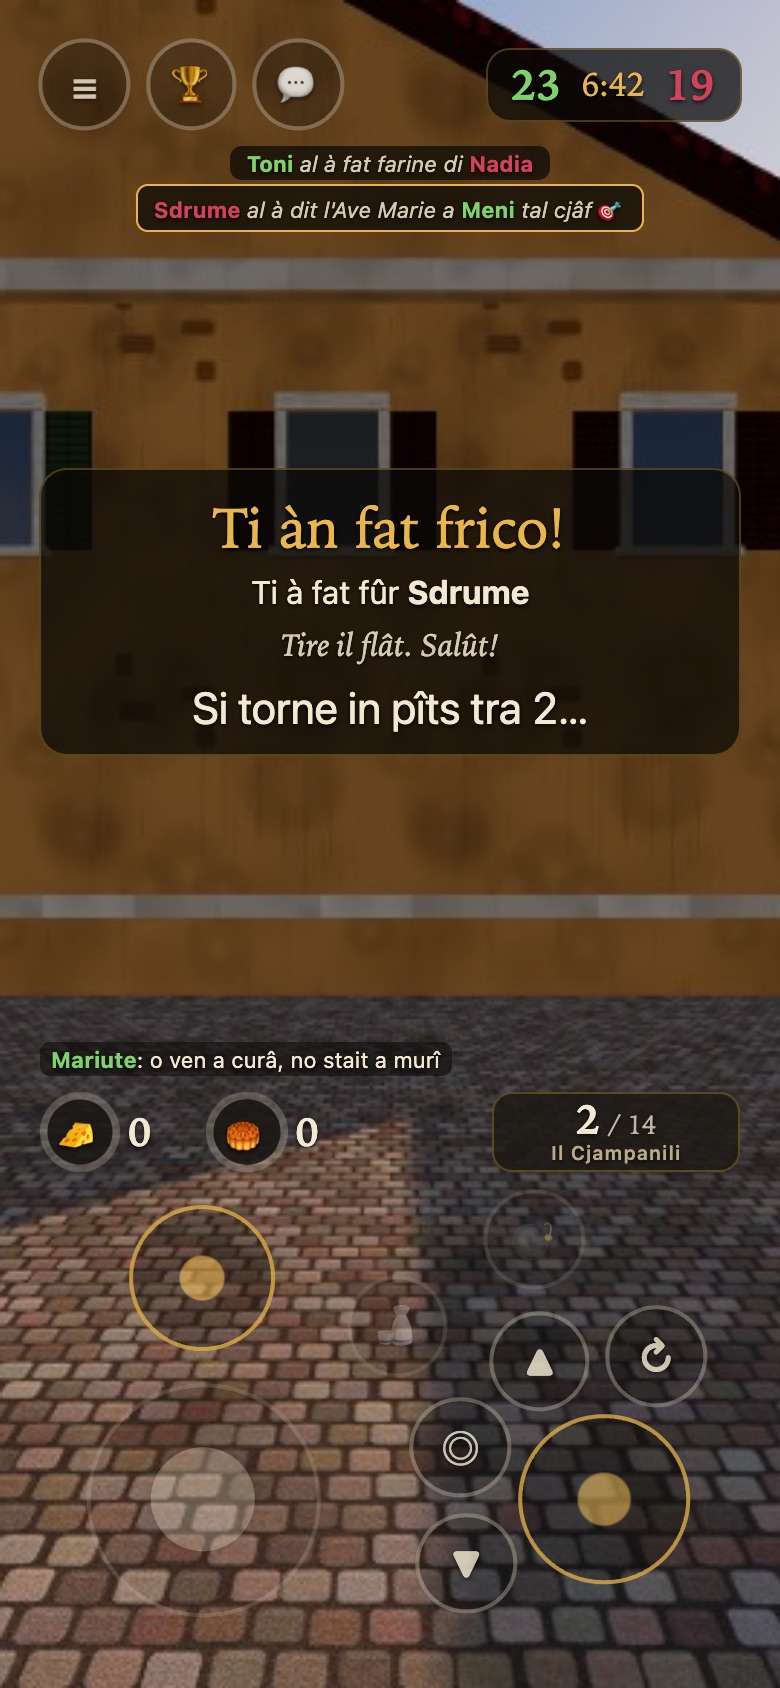 23 6:42 19
Toni al à fat farine di Nadia
Sdrume al à dit l'Ave Marie a Meni tal cjâf
Ti àn fat frico!
Ti à fat fûr Sdrume
Tire il flât. Salût!
Si torne in pîts tra 2...
Mariute: o ven a curâ, no stait a murî
0 0
2 / 14
Il Cjampanili